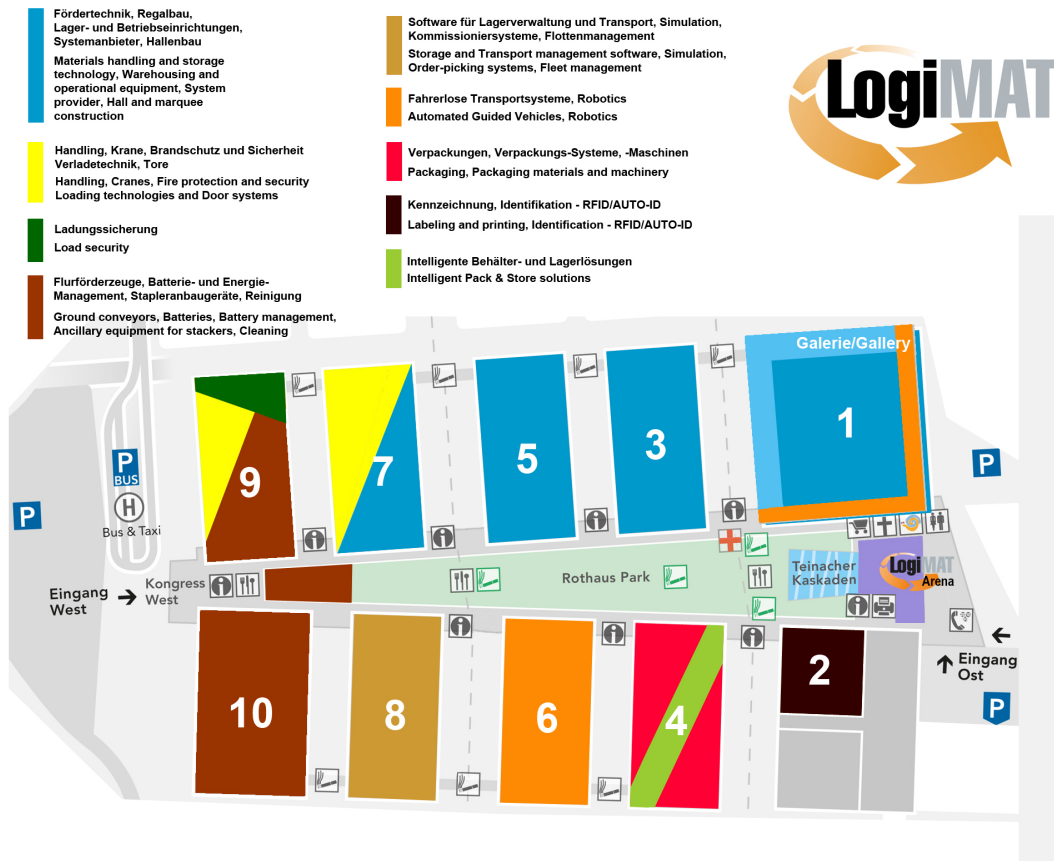 Fördertechnik, Regalbau,
Lager- und Betriebseinrichtungen,
Systemanbieter, Hallenbau
Materials handling and storage
technology, Warehousing and
operational equipment, System
provider, Hall and marquee
construction
Handling, Krane, Brandschutz und Sicherheit
Verladetechnik, Tore
Handling, Cranes, Fire protection and security
Loading technologies and Door systems
Ladungssicherung
Load security
Flurförderzeuge, Batterie- und Energie-
Management, Stapleranbaugeräte, Reinigung
Ground conveyors, Batteries, Battery management,
Ancillary equipment for stackers, Cleaning
Software für Lagerverwaltung und Transport, Simulation,
Kommissioniersysteme, Flottenmanagement
Storage and Transport management software, Simulation,
Order-picking systems, Fleet management
Fahrerlose Transportsysteme, Robotics
Automated Guided Vehicles, Robotics
Verpackungen, Verpackungs-Systeme, -Maschinen
Packaging, Packaging materials and machinery
Kennzeichnung, Identifikation - RFID/AUTO-ID
Labeling and printing, Identification - RFID/AUTO-ID
Intelligente Behälter- und Lagerlösungen
Intelligent Pack & Store solutions
LogiMAT
Galerie/Gallery
1
3
5
7
9
P
BUS
H
Bus & Taxi
P
P
Eingang
West
Kongress
West
Rothaus Park
Teinacher
Kaskaden
LogiMAT
Arena
Eingang
Ost
P
10
8
6
4
2